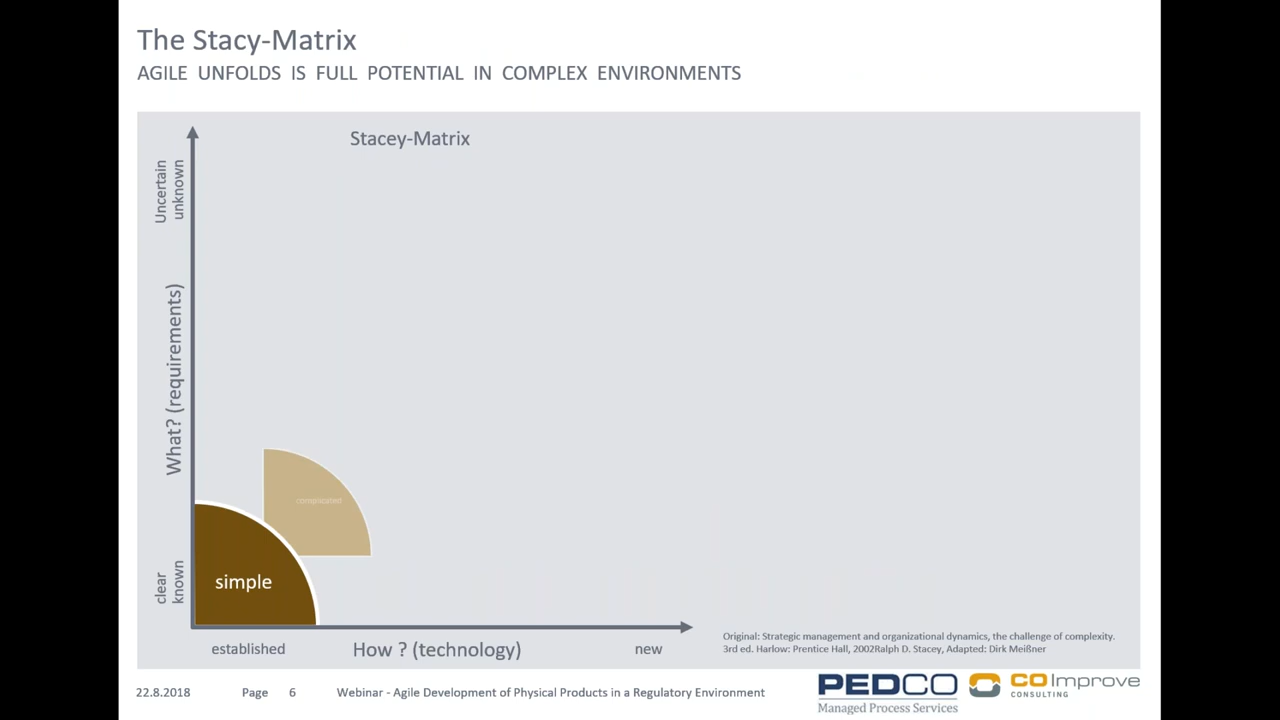 The Stacy-Matrix
AGILE UNFOLDS IS FULL POTENTIAL IN COMPLEX ENVIRONMENTS
Stacey-Matrix
Uncertain
unknown
What? (requirements)
complicated
simple
clear
known
established
How ? (technology)
new
Original: Strategic management and organizational dynamics, the challenge of complexity.
3rd ed. Harlow: Prentice Hall, 2002Ralph D. Stacey, Adapted: Dirk Meißner
22.8.2018
Page 6
Webinar - Agile Development of Physical Products in a Regulatory Environment
PEDCO
Managed Process Services
COImprove
CONSULTING